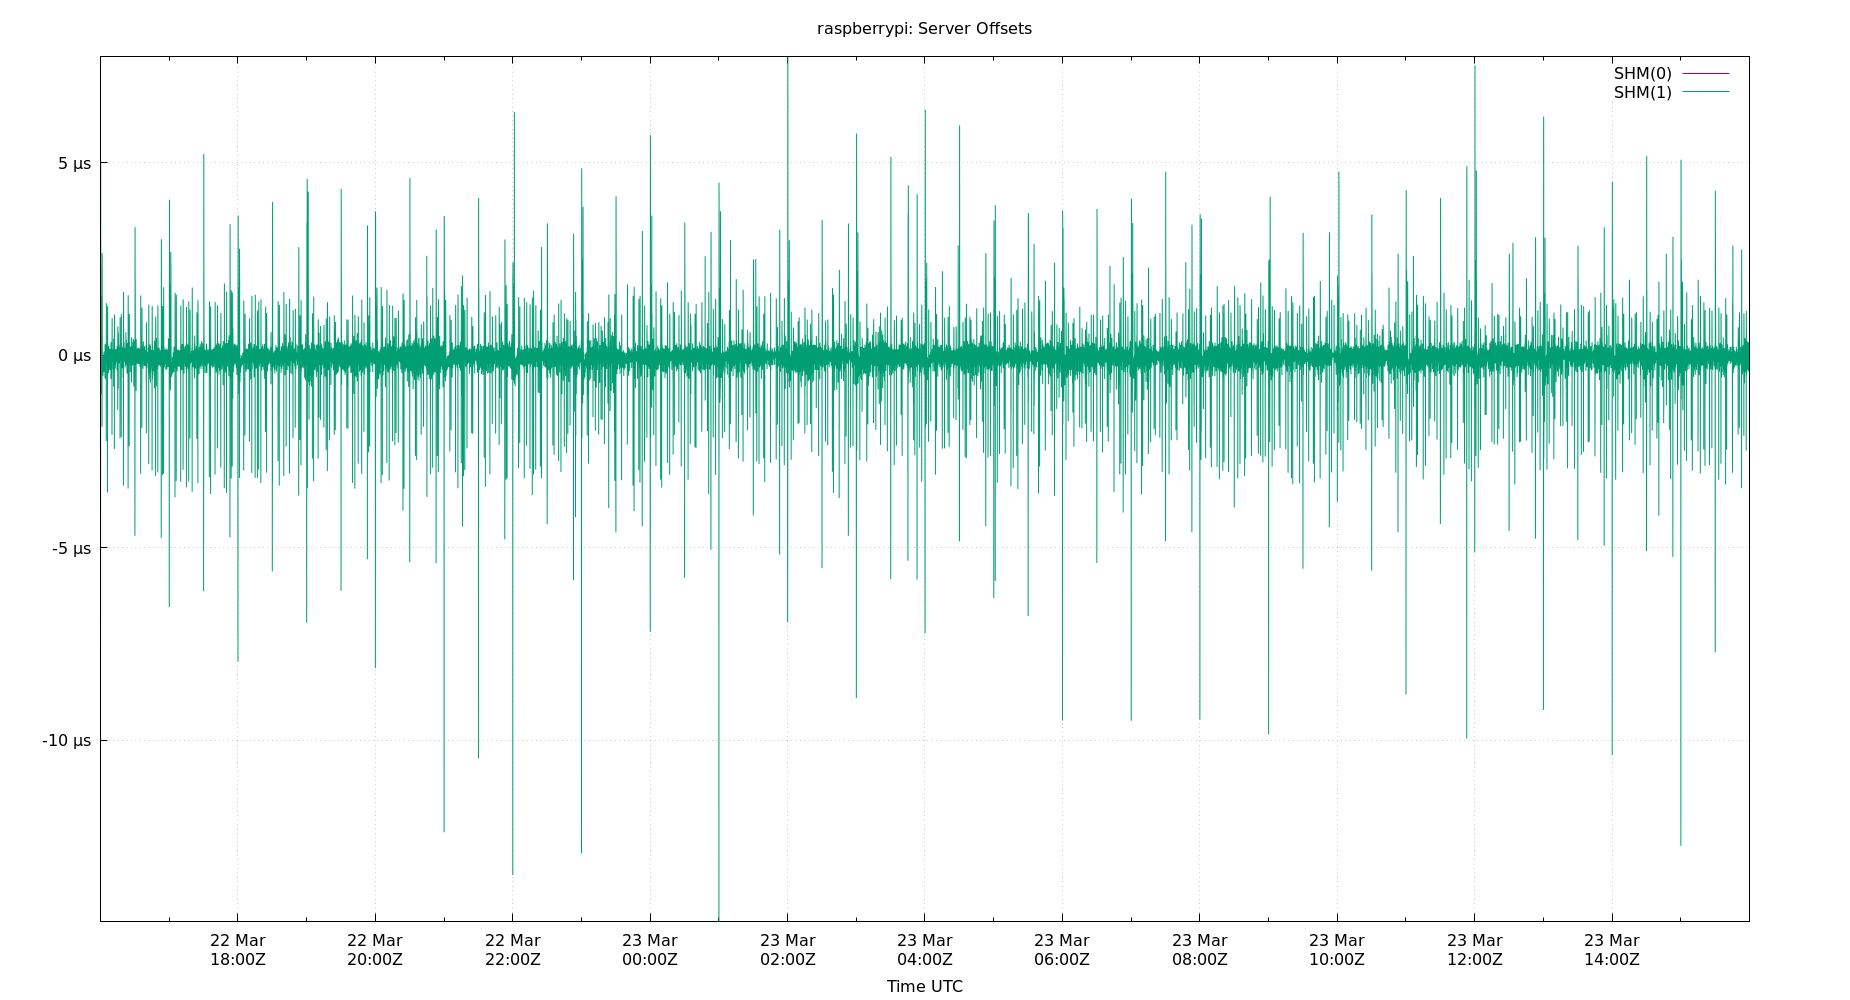 raspberrypi: Server Offsets
SHM(0)
SHM(1)
5 µs
0 µs
-5 µs
-10 µs
22 Mar 22 Mar 22 Mar 23 Mar 23 Mar 23 Mar 23 Mar 23 Mar 23 Mar 23 Mar 23 Mar
18:00Z 20:00Z 22:00Z 00:00Z 02:00Z 04:00Z 06:00Z 08:00Z 10:00Z 12:00Z 14:00Z
Time UTC